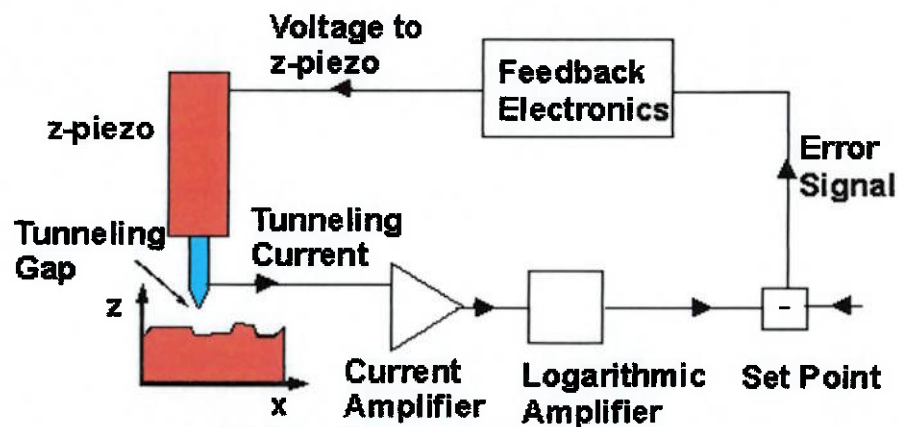 Voltage to
z-piezo
Feedback
Electronics
z-piezo
Error
Signal
Tunneling
Gap
Tunneling
Current
z
x
Current
Amplifier
Logarithmic
Amplifier
-
Set Point